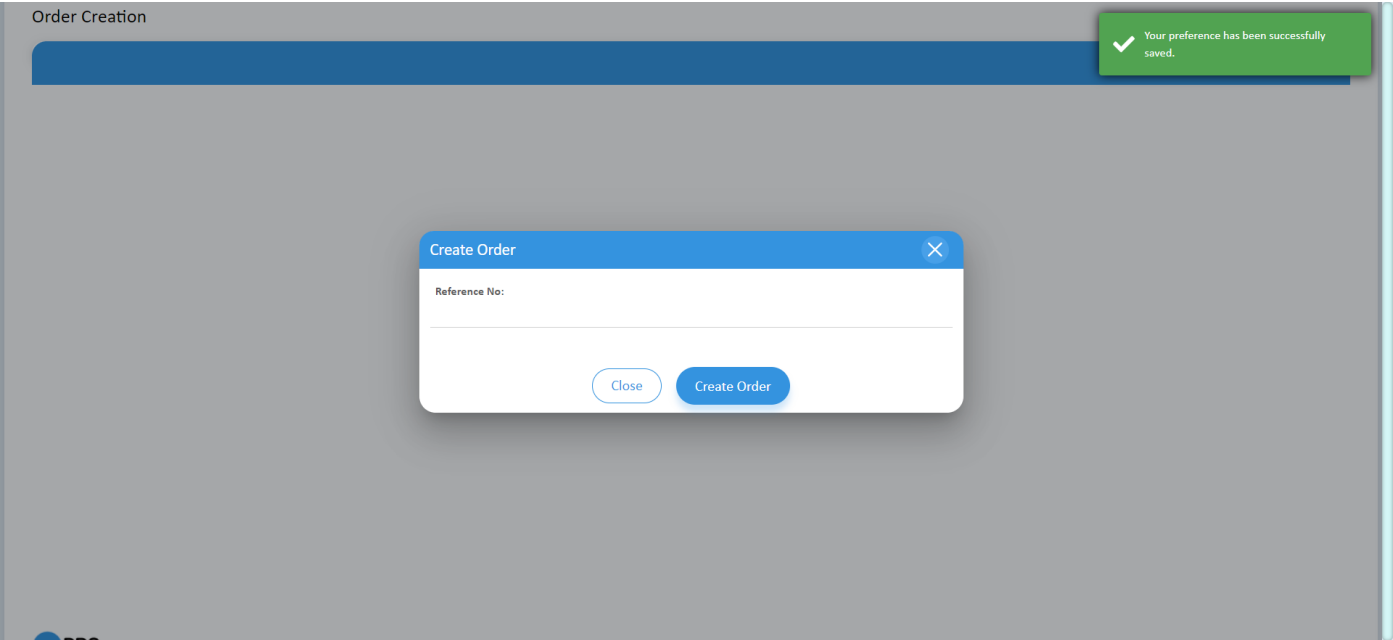 Order Creation
Your preference has been successfully
saved.
Create Order
Reference No:
Close
Create Order